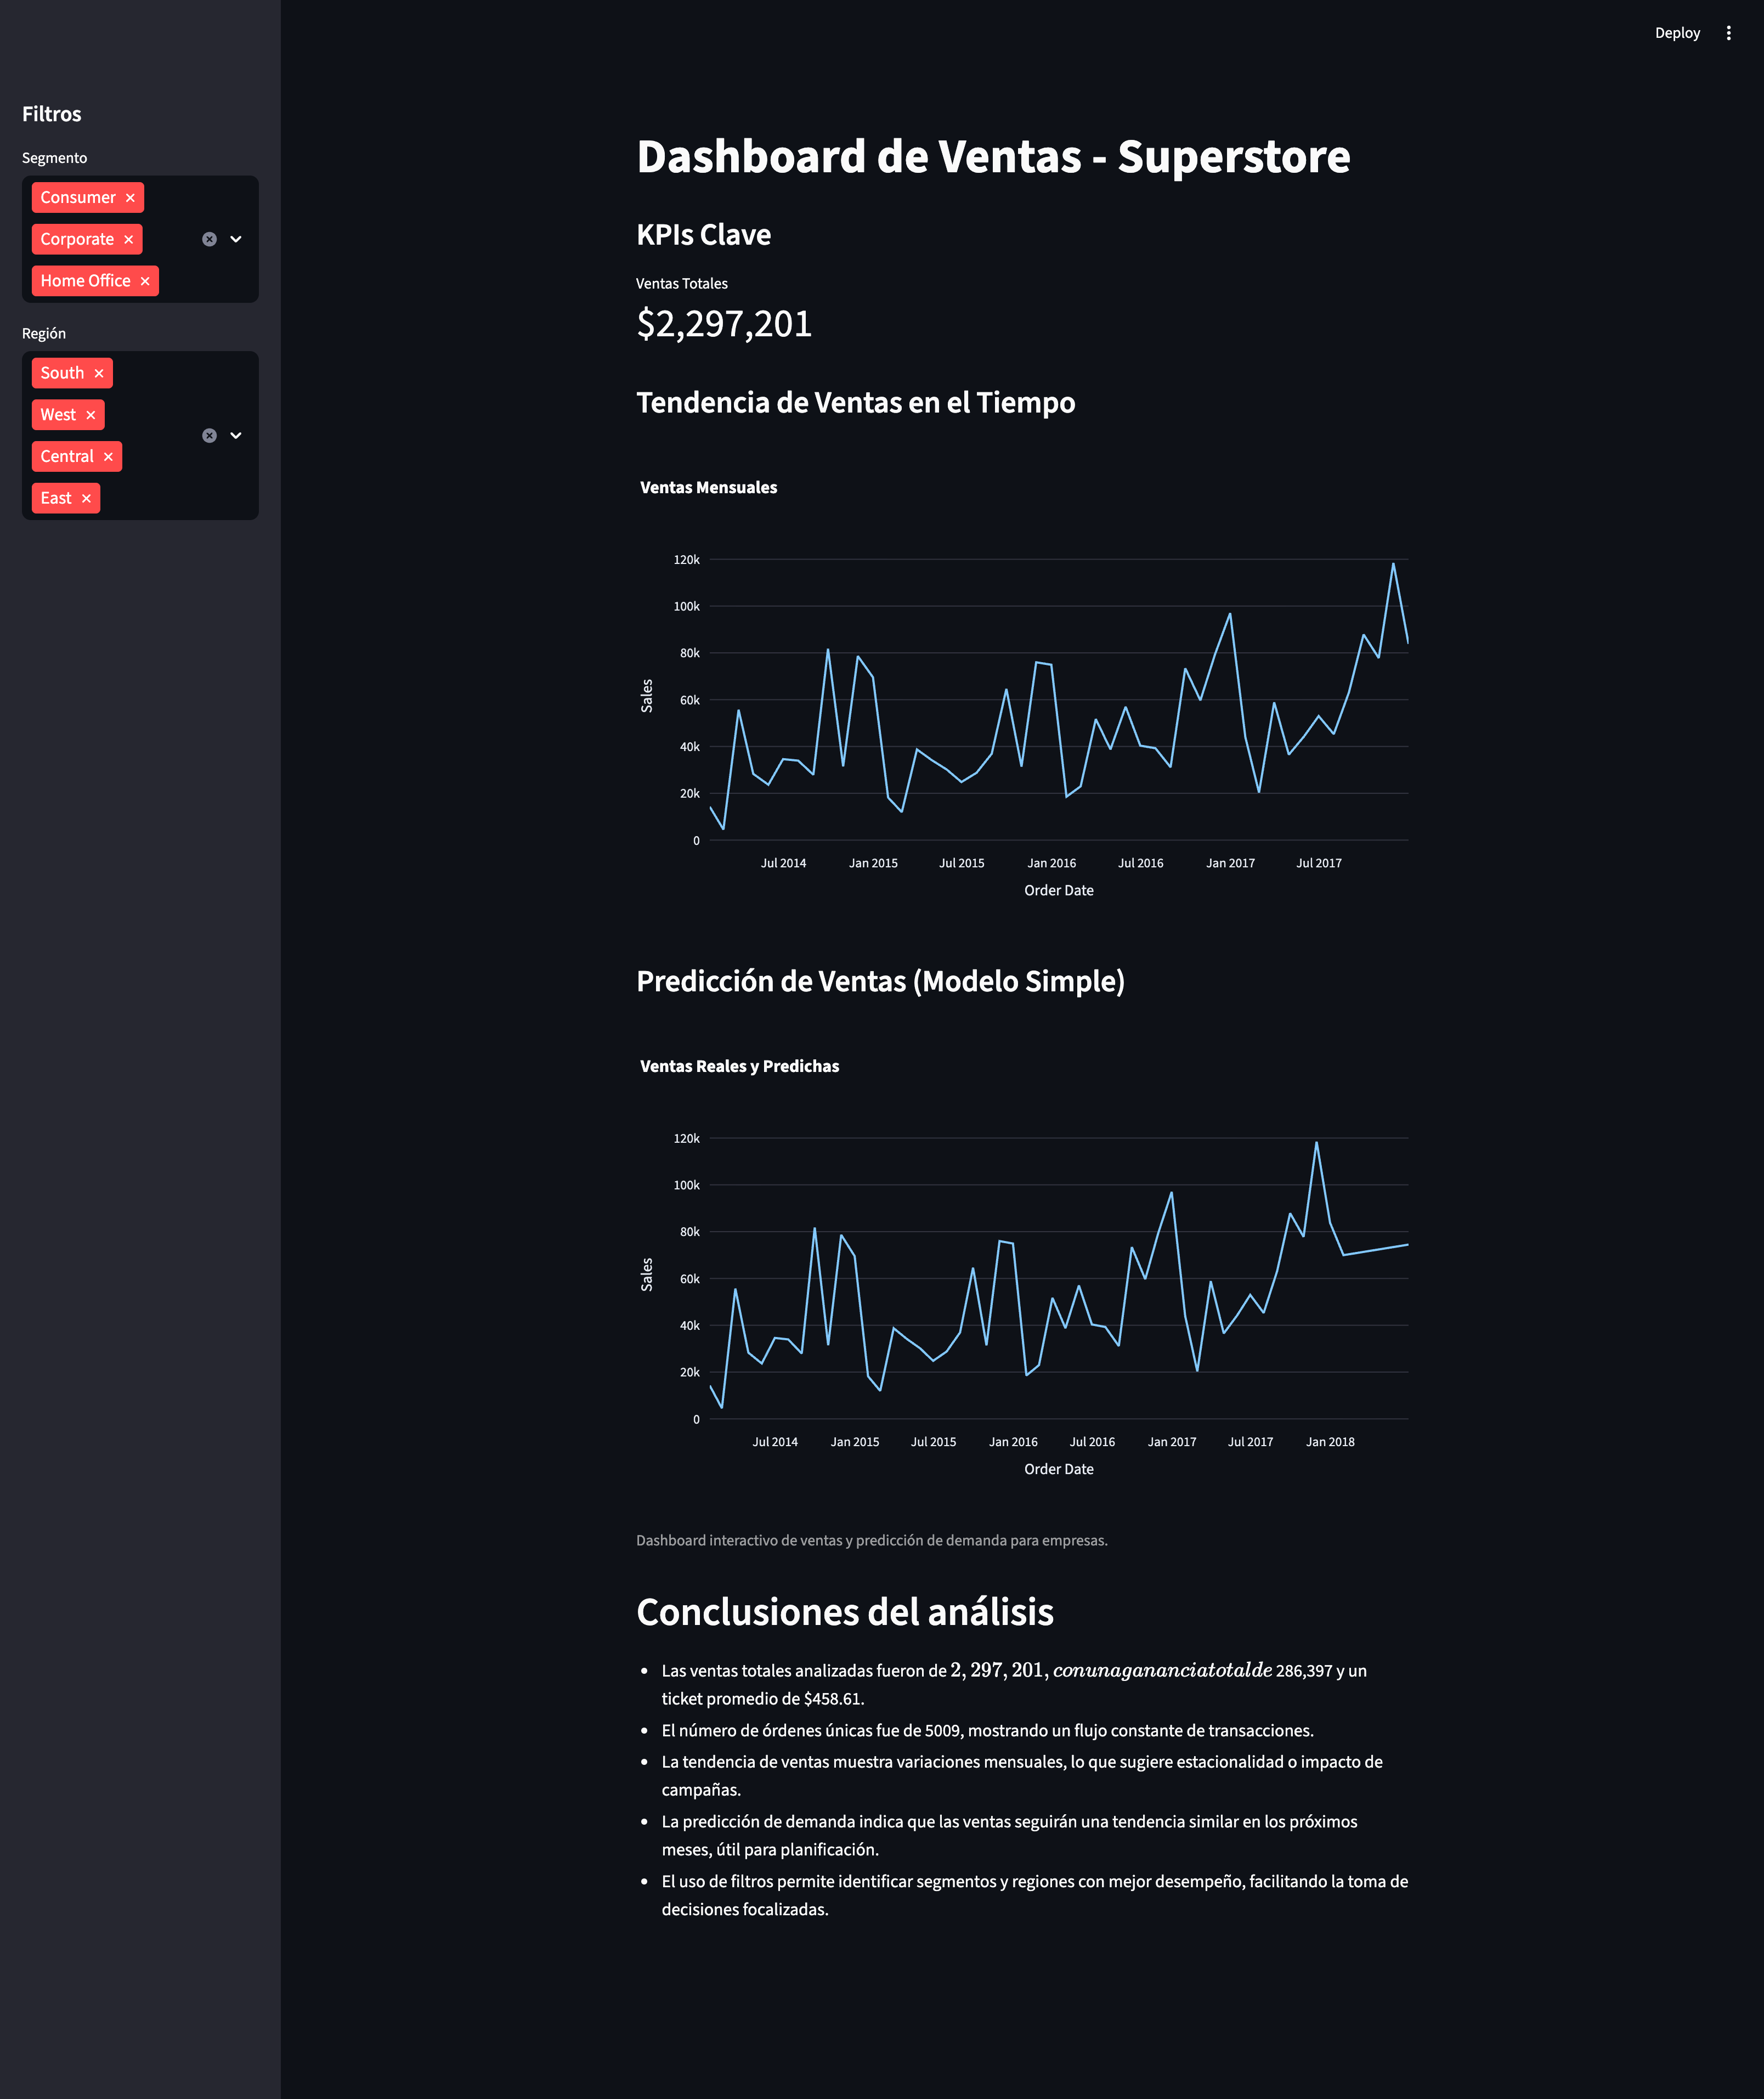 Deploy
Filtros
Segmento
Consumer
Corporate
Home Office
Región
South
West
Central
East
Dashboard de Ventas - Superstore
KPIs Clave
Ventas Totales
$2,297,201
Tendencia de Ventas en el Tiempo
Ventas Mensuales
120k
100k
80k
60k
40k
20k
0
Sales
Jul 2014 Jan 2015 Jul 2015 Jan 2016 Jul 2016 Jan 2017 Jul 2017
Order Date
Predicción de Ventas (Modelo Simple)
Ventas Reales y Predichas
120k
100k
80k
60k
40k
20k
0
Sales
Jul 2014 Jan 2015 Jul 2015 Jan 2016 Jul 2016 Jan 2017 Jul 2017 Jan 2018
Order Date
Dashboard interactivo de ventas y predicción de demanda para empresas.
Conclusiones del análisis
• Las ventas totales analizadas fueron de 2, 297, 201, conunagananciatotalde 286,397 y un
ticket promedio de $458.61.
• El número de órdenes únicas fue de 5009, mostrando un flujo constante de transacciones.
• La tendencia de ventas muestra variaciones mensuales, lo que sugiere estacionalidad o impacto de
campañas.
• La predicción de demanda indica que las ventas seguirán una tendencia similar en los próximos
meses, útil para planificación.
• El uso de filtros permite identificar segmentos y regiones con mejor desempeño, facilitando la toma de
decisiones focalizadas.